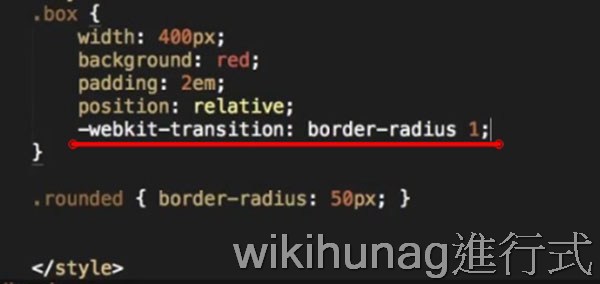 .box {
width: 400px;
background: red;
padding: 2em;
position: relative;
-webkit-transition: border-radius 1;
}
.rounded { border-radius: 50px; }
</style>
wikihunag進行式